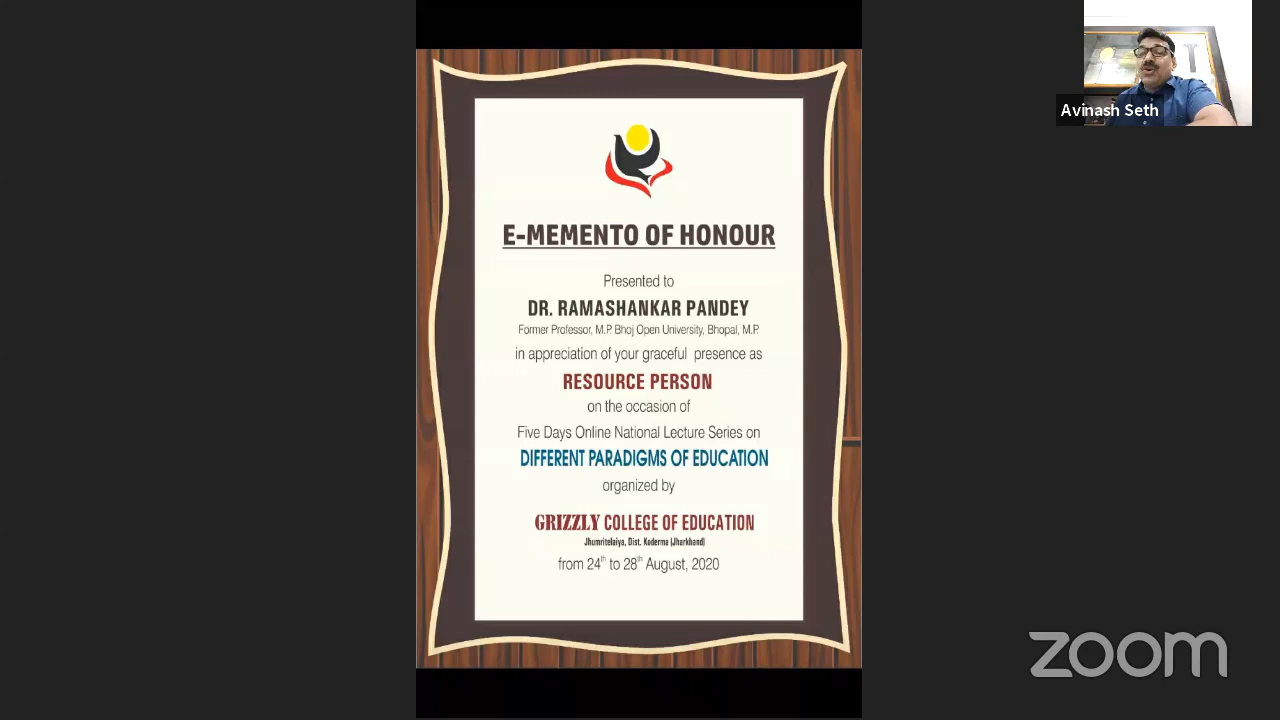 E-MEMENTO OF HONOUR
Presented to
DR. RAMASHANKAR PANDEY
Former Professor, M.P. Bhoj Open University, Bhopal, M.P.
in appreciation of your graceful presence as
RESOURCE PERSON
on the occasion of
Five Days Online National Lecture Series on
DIFFERENT PARADIGMS OF EDUCATION
organized by
GRIZZLY COLLEGE OF EDUCATION
Jhumritelaiya, Dist. Koderma (Jharkhand)
from 24th to 28th August, 2020
Avinash Seth
zoom